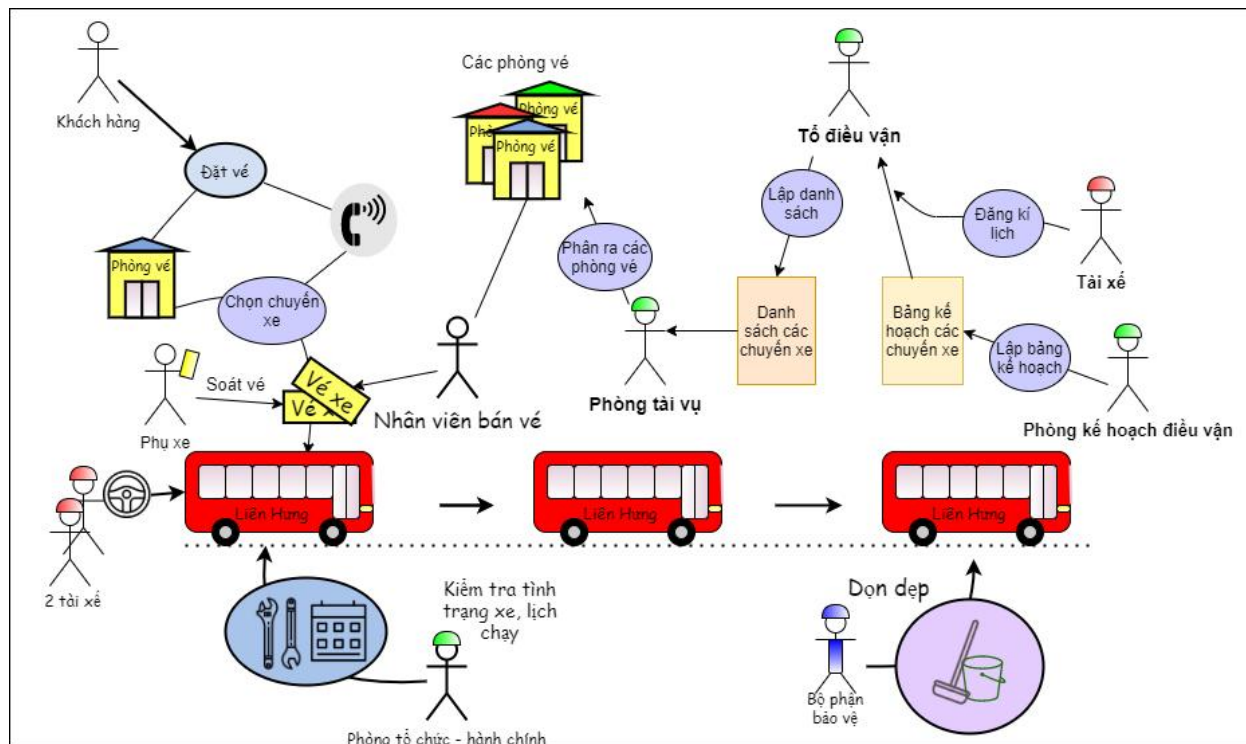 Khách hàng
Đặt vé
Phòng vé
Chọn chuyến
xe
Các phòng vé
Phòng vé
Phòng vé
Phòng vé
Tổ điều vận
Lập danh
sách
Đăng kí
lịch
Tài xế
Phân ra các
phòng vé
Danh
sách các
chuyến xe
Bảng kế
hoạch các
chuyến xe
Lập bảng
kế hoạch
Phòng tài vụ
Phòng kế hoạch điều vận
Phụ xe
Soát vé
Vé xe
Vé x
Nhân viên bán vé
Liên Hưng
Liên Hưng
Liên Hưng
2 tài xế
Kiểm tra tình
trạng xe, lịch
chạy
Phòng tổ chức - hành chính
Dọn dẹp
Bộ phận
bảo vệ